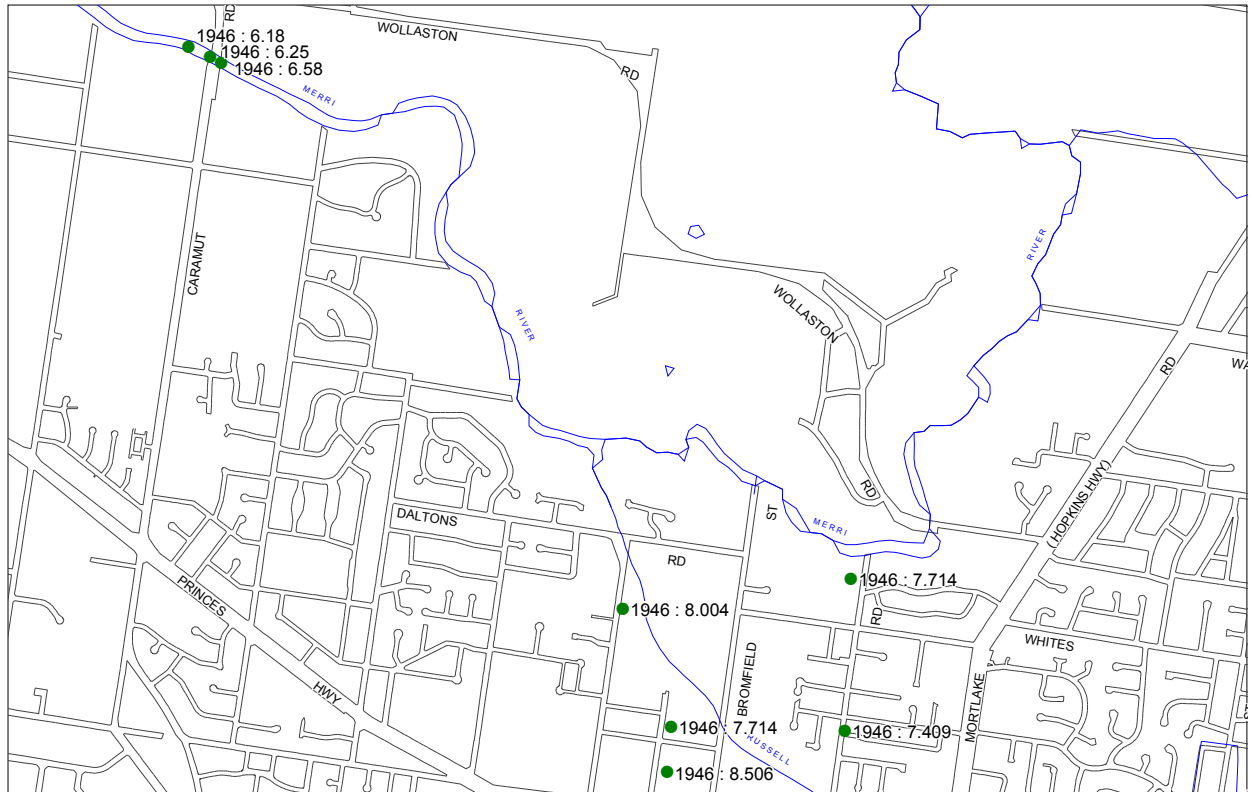 RD
WOLLASTON
1946 : 6.18
1946 : 6.25
1946 : 6.58
RD
MERRI
CARAMUT
RIVER
RIVER
WOLLASTON
RD
WA
RD
(HOPKINS HWY)
ST
MERRI
DALTONS
RD
PRINCES
1946 : 7.714
1946 : 8.004
RD
WHITES
BROMFIELD
HWY
MORTLAKE
1946 : 7.714
1946 : 7.409
RUSSELL
ST
1946 : 8.506